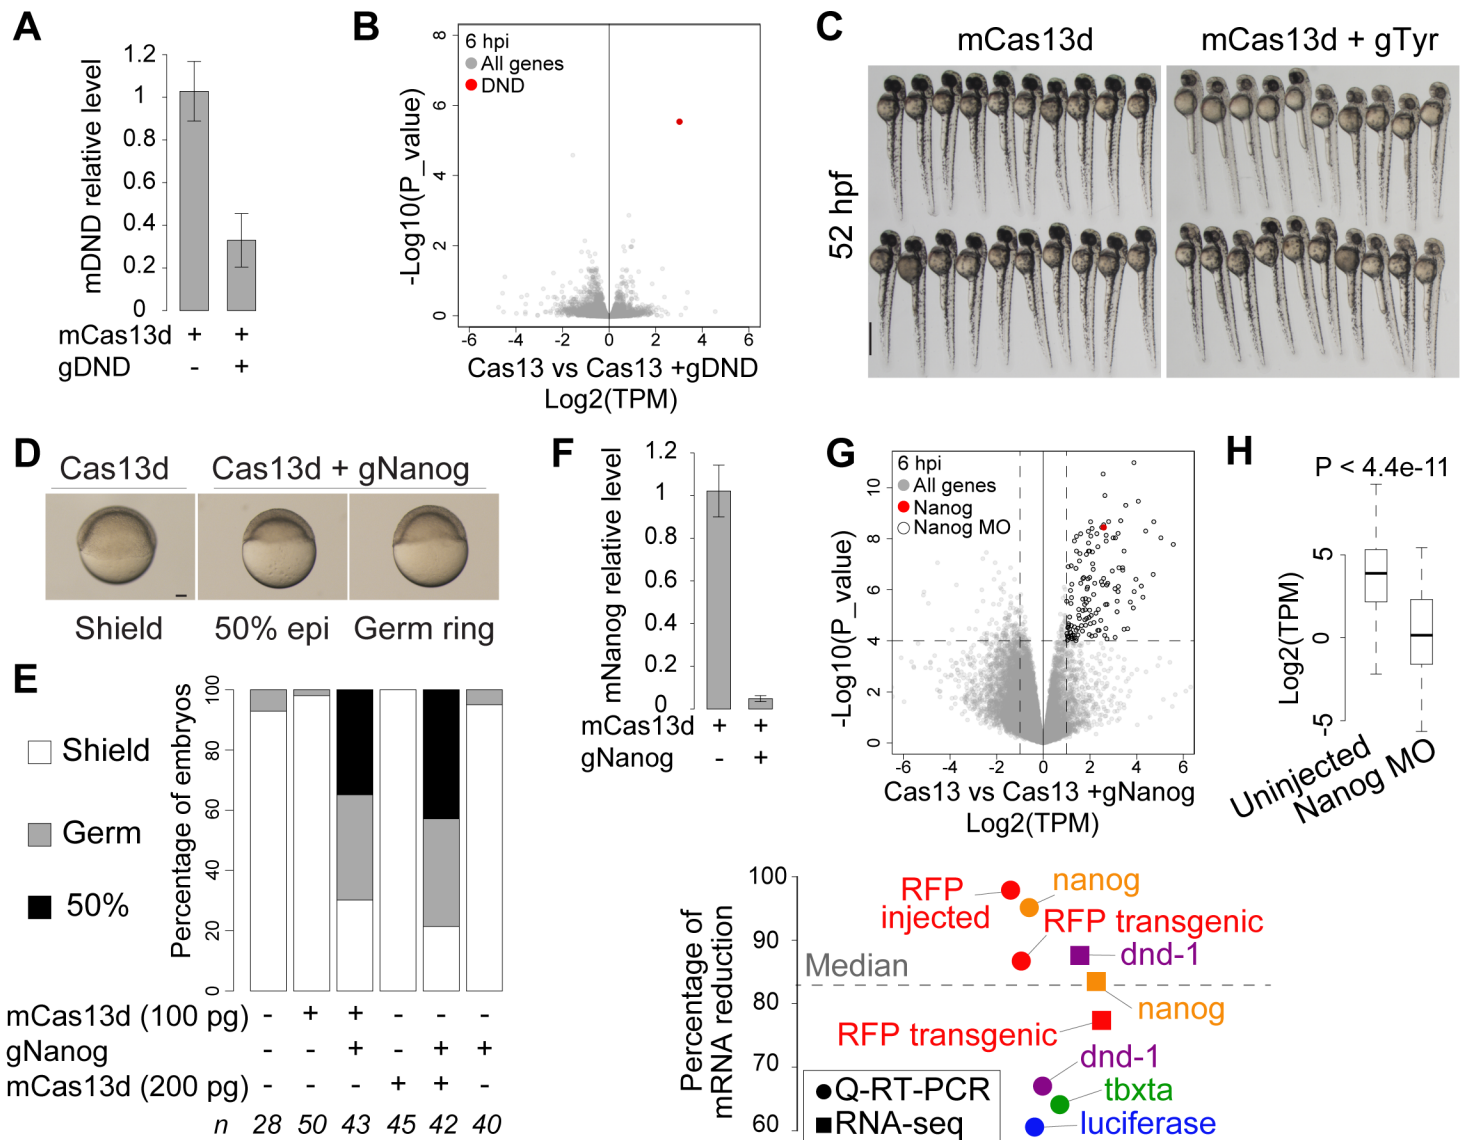 A
mDND relative level
1.2
1
0.8
0.6
0.4
0.2
0
mCas13d + +
gDND - +
B
-Log10(P_value)
8
6
4
2
0
6 hpi
All genes
DND
-6 -4 -2 0 2 4 6
Cas13 vs Cas13 +gDND
Log2(TPM)
C
mCas13d
mCas13d + gTyr
52 hpf
D
Cas13d
Cas13d + gNanog
Shield
50% epi
Germ ring
E
Shield
Germ
50%
Percentage of embryos
100
80
60
40
20
0
mCas13d (100 pg) - + + - - -
gNanog - - + - + +
mCas13d (200 pg) - - - + + -
n 28 50 43 45 42 40
F
mNanog relative level
1.2
1
0.8
0.6
0.4
0.2
0
mCas13d + +
gNanog - +
G
-Log10(P_value)
10
8
6
4
2
0
6 hpi
All genes
Nanog
Nanog MO
-6 -4 -2 0 2 4 6
Cas13 vs Cas13 +gNanog
Log2(TPM)
H
P < 4.4e-11
Log2(TPM)
5
0
-5
Uninjected
Nanog MO
Percentage of
mRNA reduction
100
90
80
70
60
RFP
injected
nanog
RFP transgenic
dnd-1
Median
nanog
RFP transgenic
dnd-1
tbxta
luciferase
Q-RT-PCR
RNA-seq